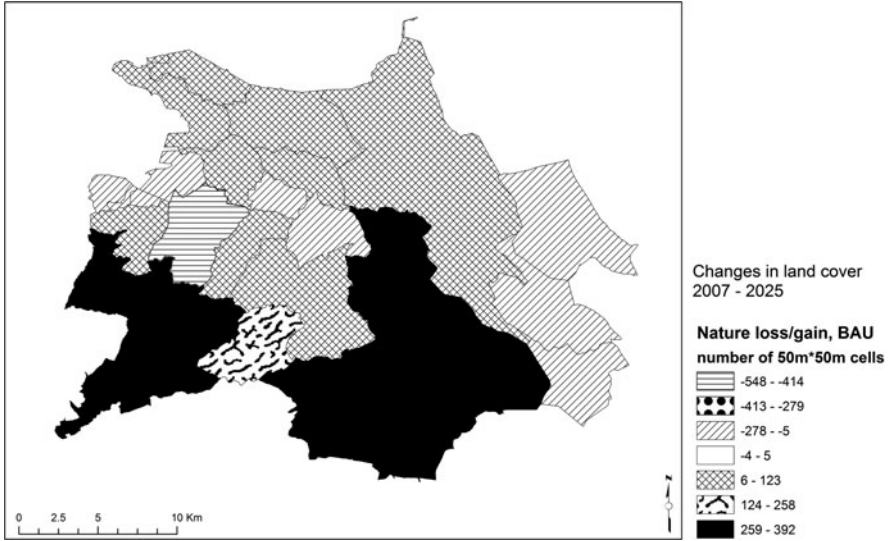 Changes in land cover
2007 - 2025
Nature loss/gain, BAU
number of 50m*50m cells
-548 - -414
-413 - -279
-278 - -5
-4 - 5
6 - 123
124 - 258
259 - 392
0 2.5 5 10 Km
N